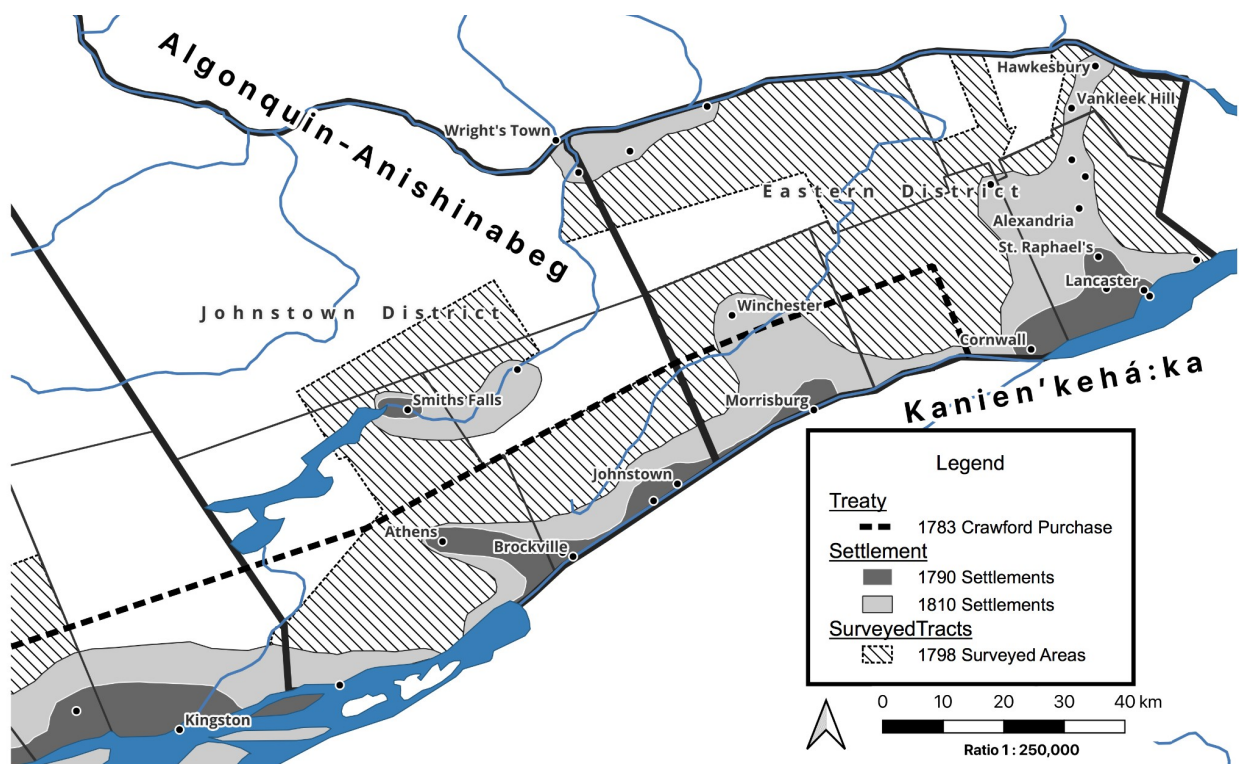 Algonquin-Anishinabeg
Hawkesbury
Vankleek Hill
Wright's Town
Eastern District
Alexandria
St. Raphael's
Lancaster
Johnstown District
Winchester
Cornwall
Kanien'kehá:ka
Smiths Falls
Morrisburg
Johnstown
Athens
Brockville
Kingston
Legend
Treaty
1783 Crawford Purchase
Settlement
1790 Settlements
1810 Settlements
SurveyedTracts
1798 Surveyed Areas
0 10 20 30 40 km
Ratio 1 : 250,000